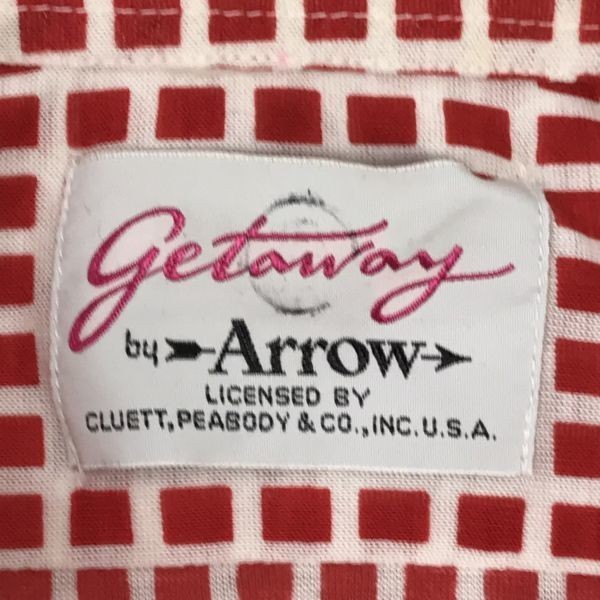 Getaway
by Arrow
LICENSED BY
CLUETT, PEABODY & CO., INC. U.S.A.